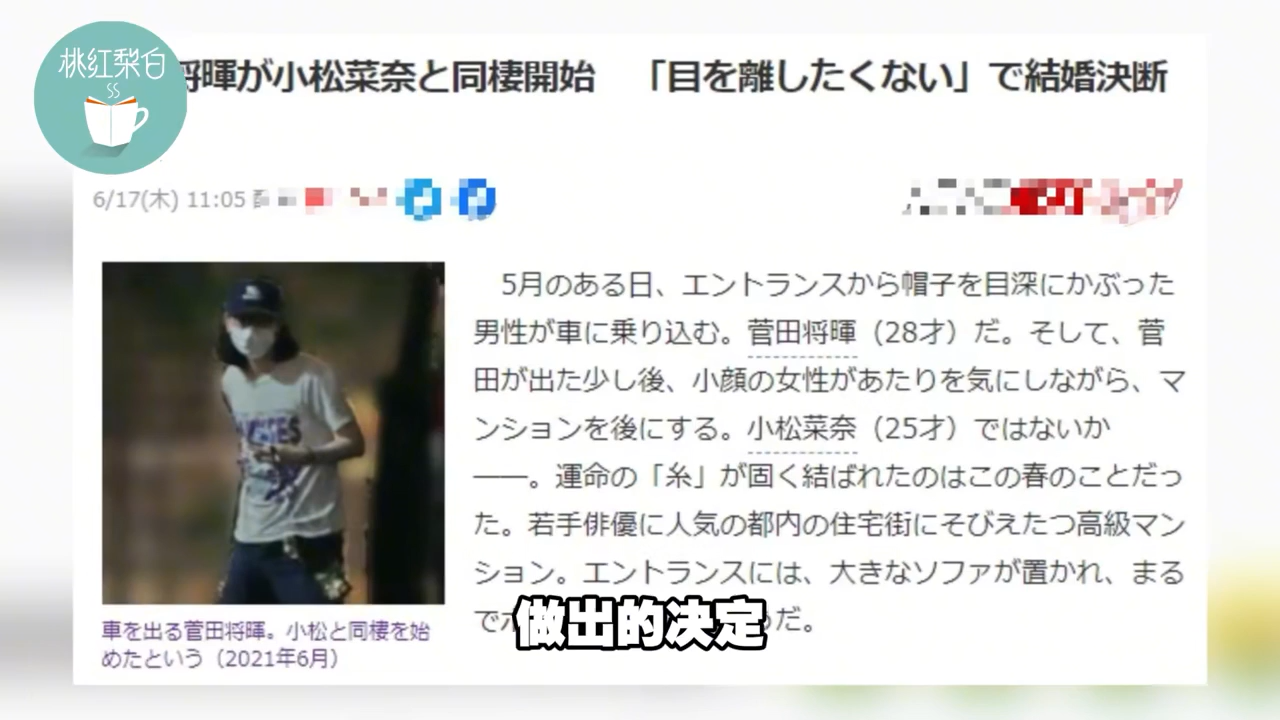 桃紅梨白
将暉が小松菜奈と同棲開始 「目を離したくない」で結婚決断
6/17(木) 11:05
5月のある日、エントランスから帽子を目深にかぶった
男性が車に乗り込む。菅田将暉（28才）だ。そして、菅
田が出た少し後、小顔の女性があたりを気にしながら、マ
ンションを後にする。小松菜奈（25才）ではないか
――。運命の「糸」が固く結ばれたのはこの春のことだっ
た。若手俳優に人気の都内の住宅街にそびえたつ高級マン
ション。エントランスには、大きなソファが置かれ、まる
で
だ。
車を出る菅田将暉。小松と同棲を始
めたという（2021年6月）
做出的决定